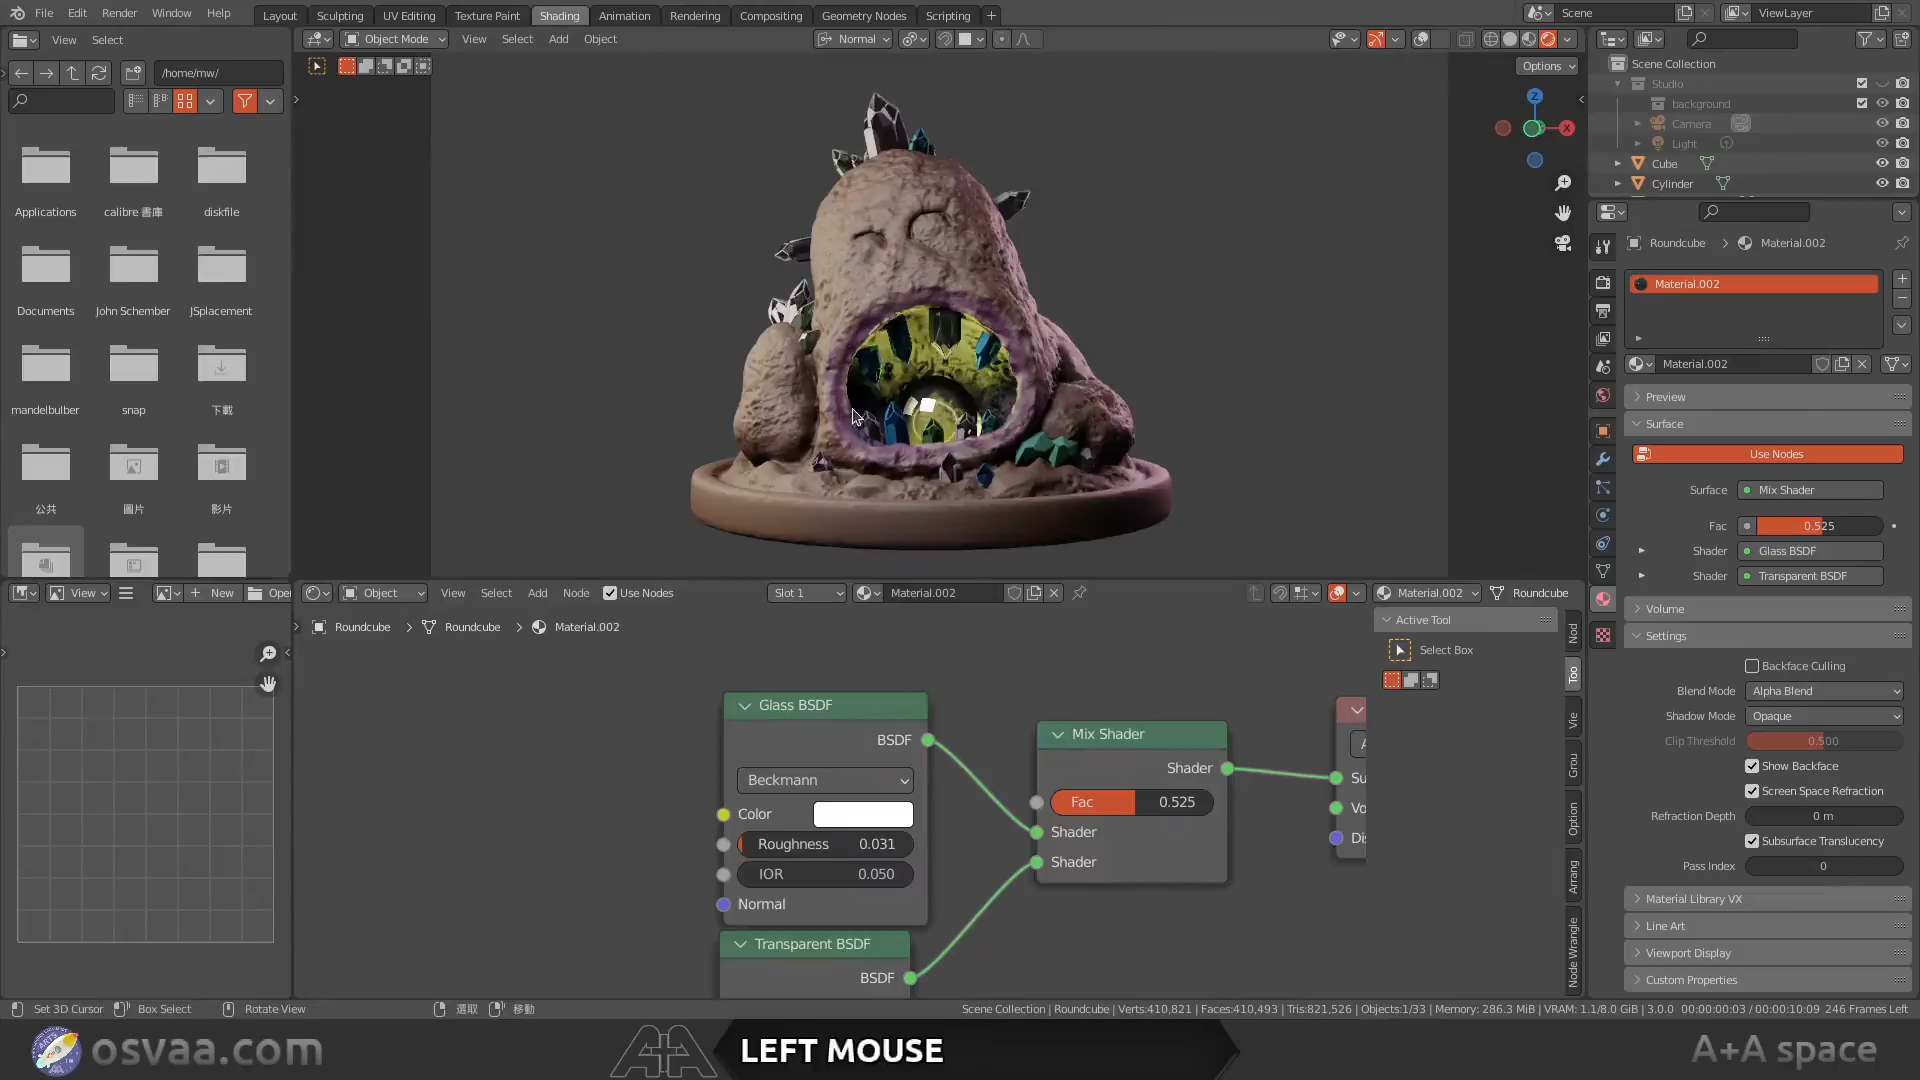 File Edit Render Window Help Layout Sculpting UV Editing Texture Paint Shading Animation Rendering Compositing Geometry Nodes Scripting + Scene ViewLayer
View Select Object Mode View Select Add Object Normal
/home/mw/ Options
Z
X
Applications calibre 書庫 diskfile
Documents John Schember JSplacement
mandelbulber snap 下載
公共 圖片 影片
Scene Collection
Studio
background
Camera
Light
Cube
Cylinder
Roundcube > Material.002
Material.002
Material.002
Preview
Surface
Use Nodes
Surface Mix Shader
Fac 0.525
Shader Glass BSDF
Shader Transparent BSDF
Volume
Settings
Backface Culling
Blend Mode Alpha Blend
Shadow Mode Opaque
Clip Threshold 0.500
Show Backface
Screen Space Refraction
Refraction Depth 0 m
Subsurface Translucency
Pass Index 0
Material Library VX
Line Art
Viewport Display
Custom Properties
View + New Open Object View Select Add Node Use Nodes Slot 1 Material.002 Material.002 Roundcube
Roundcube > Roundcube > Material.002
Active Tool
Select Box
Nod
Too
Vie
Grou
Option
Arrang
Node Wrangle
Glass BSDF
BSDF
Beckmann
Color
Roughness 0.031
IOR 0.050
Normal
Transparent BSDF
BSDF
Mix Shader
Shader
Fac 0.525
Shader
Shader
A
Su
Vo
Dis
Set 3D Cursor Box Select Rotate View 選取 移動 Scene Collection | Roundcube | Verts:410,821 | Faces:410,493 | Tris:821,526 | Objects:1/33 | Memory: 286.3 MiB | VRAM: 1.1/8.0 GiB | 3.0.0 00:00:00:03 / 00:00:10:09 246 Frames Left
osvaa.com A+A LEFT MOUSE A+A space